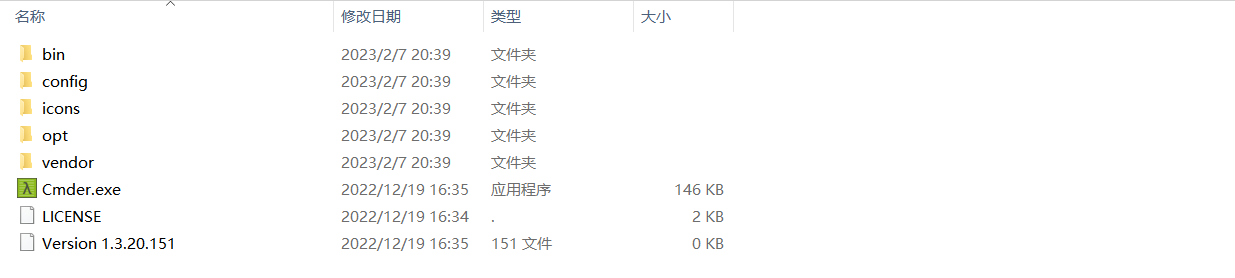 名称 修改日期 类型 大小
bin 2023/2/7 20:39 文件夹
config 2023/2/7 20:39 文件夹
icons 2023/2/7 20:39 文件夹
opt 2023/2/7 20:39 文件夹
vendor 2023/2/7 20:39 文件夹
Cmder.exe 2022/12/19 16:35 应用程序 146 KB
LICENSE 2022/12/19 16:34 . 2 KB
Version 1.3.20.151 2022/12/19 16:35 151 文件 0 KB